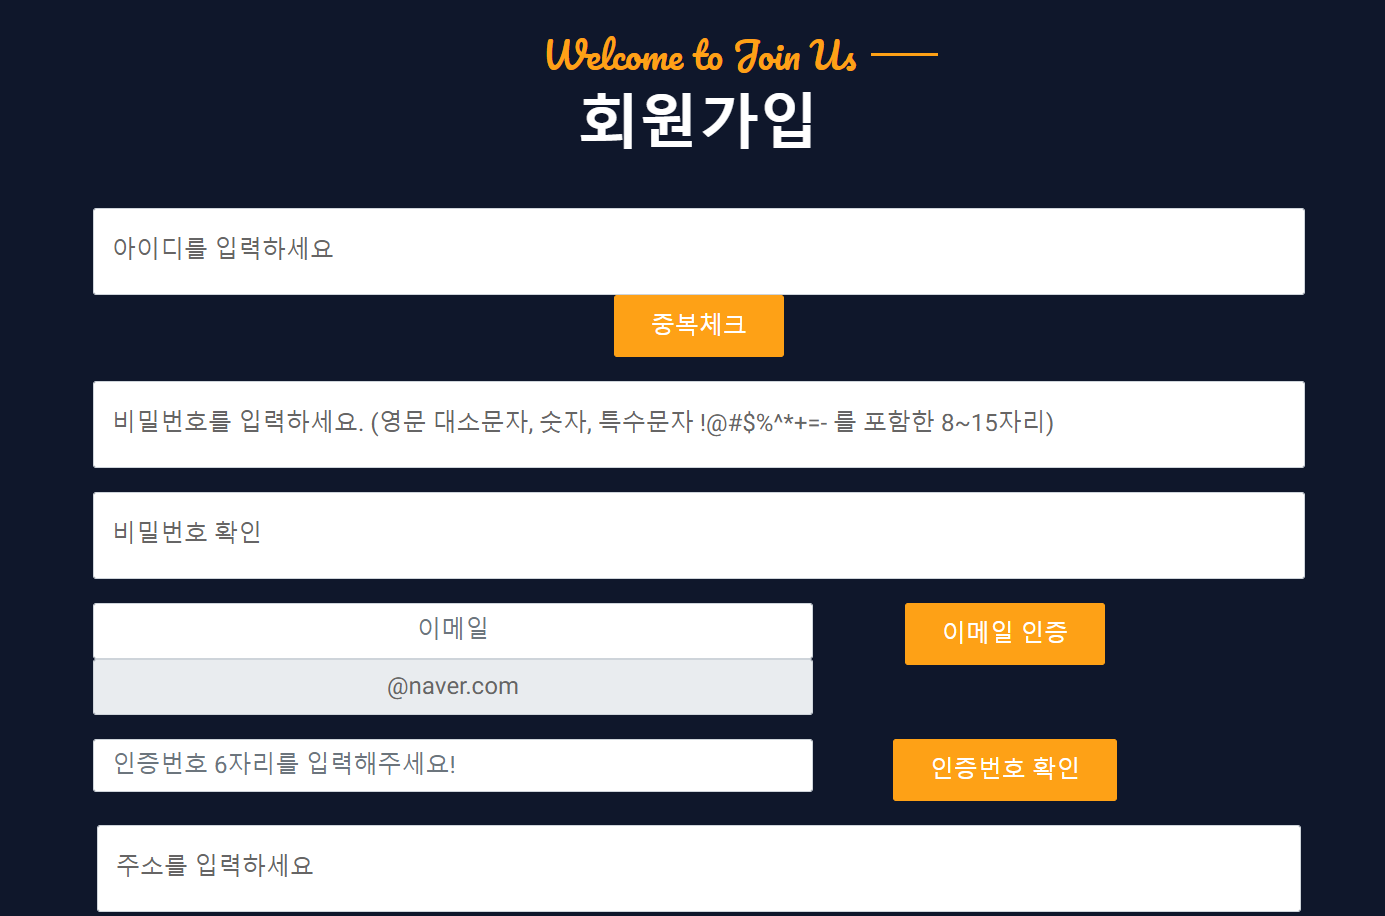 Welcome to Join Us
회원가입
아이디를 입력하세요
중복체크
비밀번호를 입력하세요. (영문 대소문자, 숫자, 특수문자 !@#$%^*+=- 를 포함한 8~15자리)
비밀번호 확인
이메일
이메일 인증
@naver.com
인증번호 6자리를 입력해주세요!
인증번호 확인
주소를 입력하세요